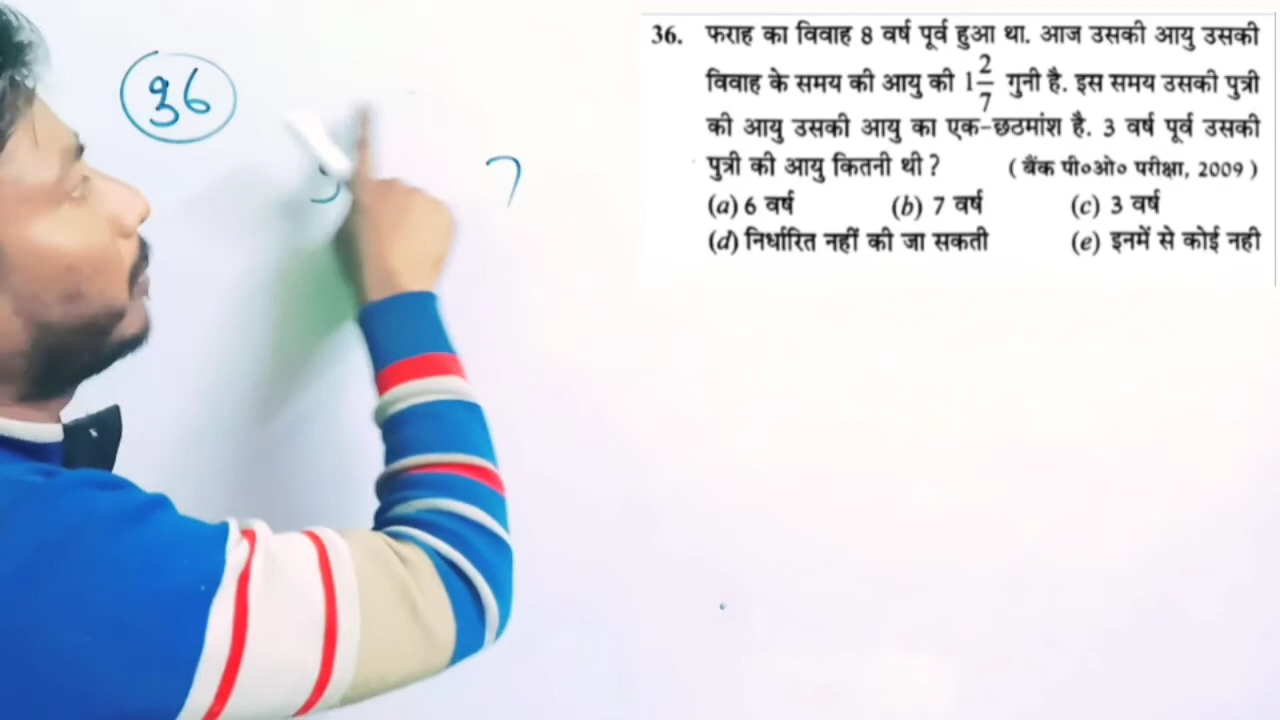 36
7
36. फराह का विवाह 8 वर्ष पूर्व हुआ था. आज उसकी आयु उसकी
विवाह के समय की आयु की 1 2/7 गुनी है. इस समय उसकी पुत्री
की आयु उसकी आयु का एक-छठमांश है. 3 वर्ष पूर्व उसकी
पुत्री की आयु कितनी थी ? ( बैंक पी०ओ० परीक्षा, 2009 )
(a) 6 वर्ष (b) 7 वर्ष (c) 3 वर्ष
(d) निर्धारित नहीं की जा सकती (e) इनमें से कोई नही